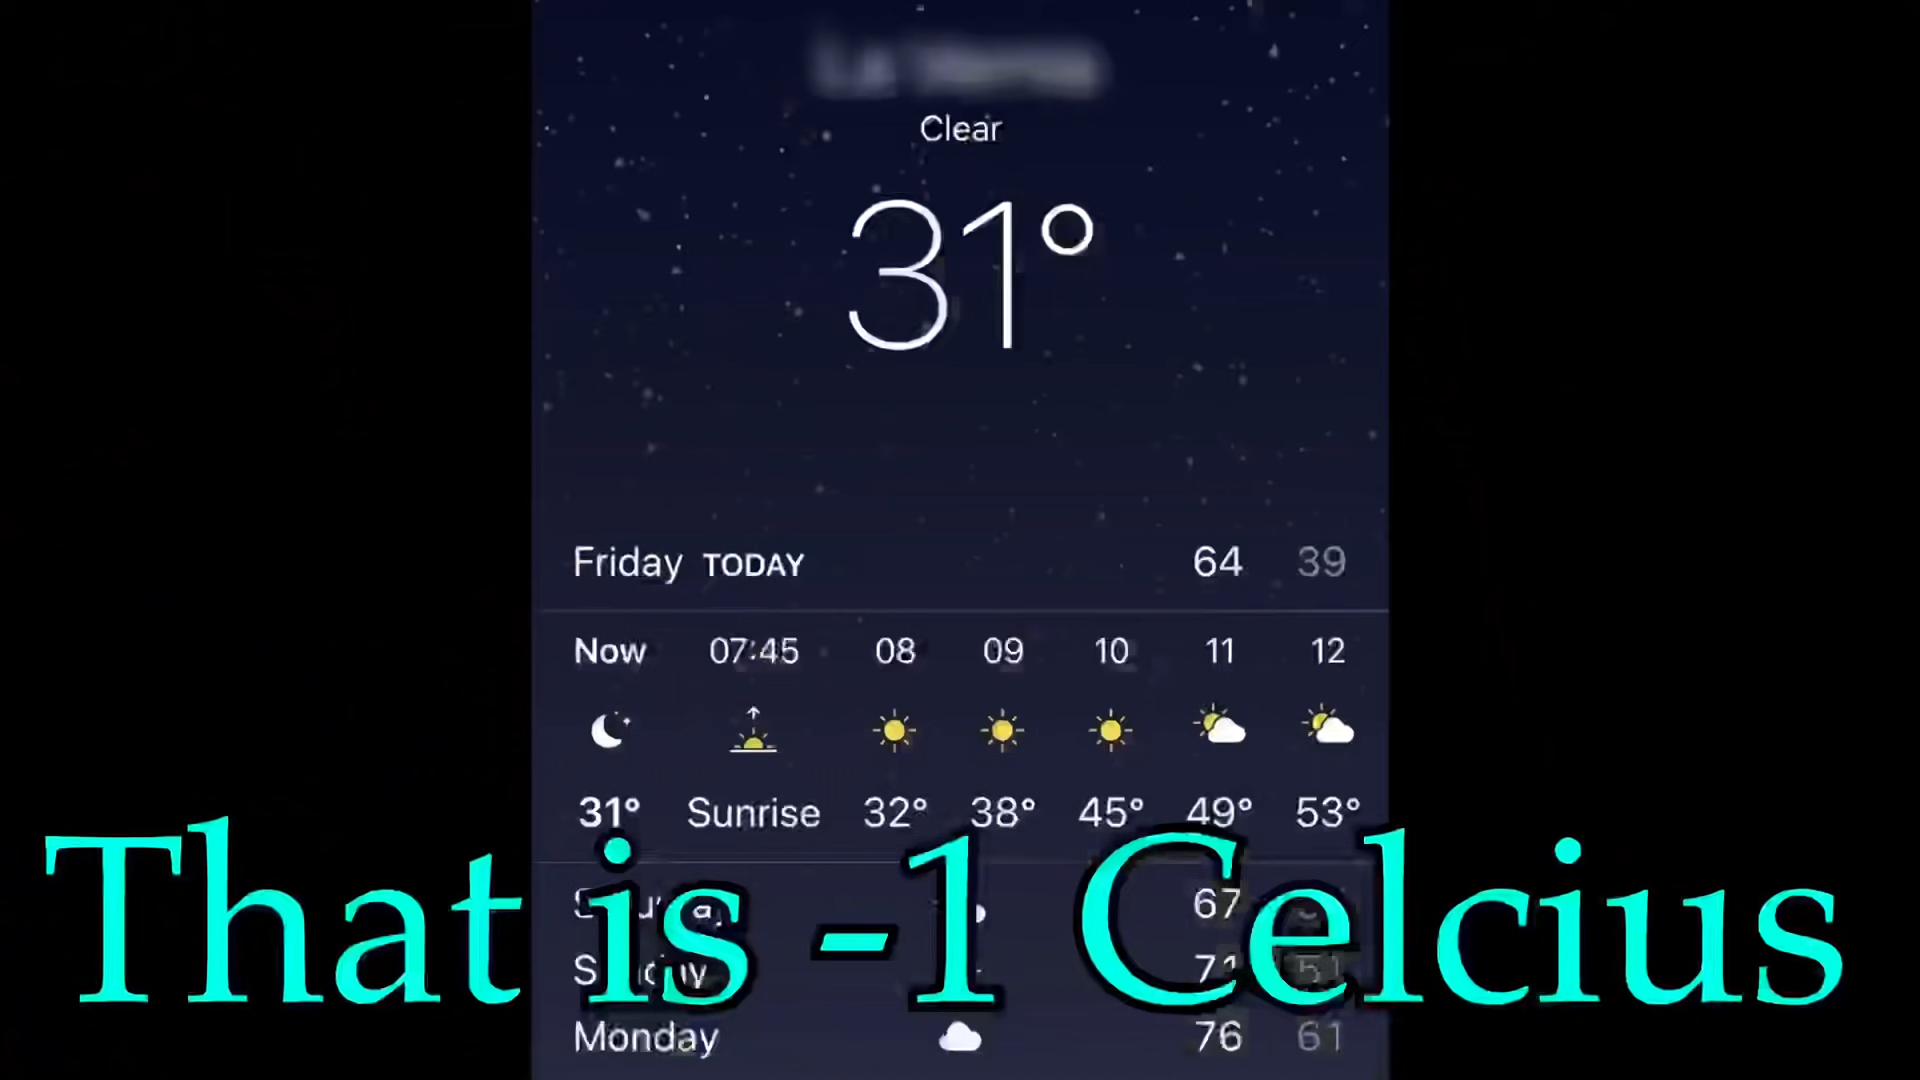 Clear
31°
Friday TODAY 64 39
Now 07:45 08 09 10 11 12
31° Sunrise 32° 38° 45° 49° 53°
That is -1 Celcius
67
71
Monday 76 61